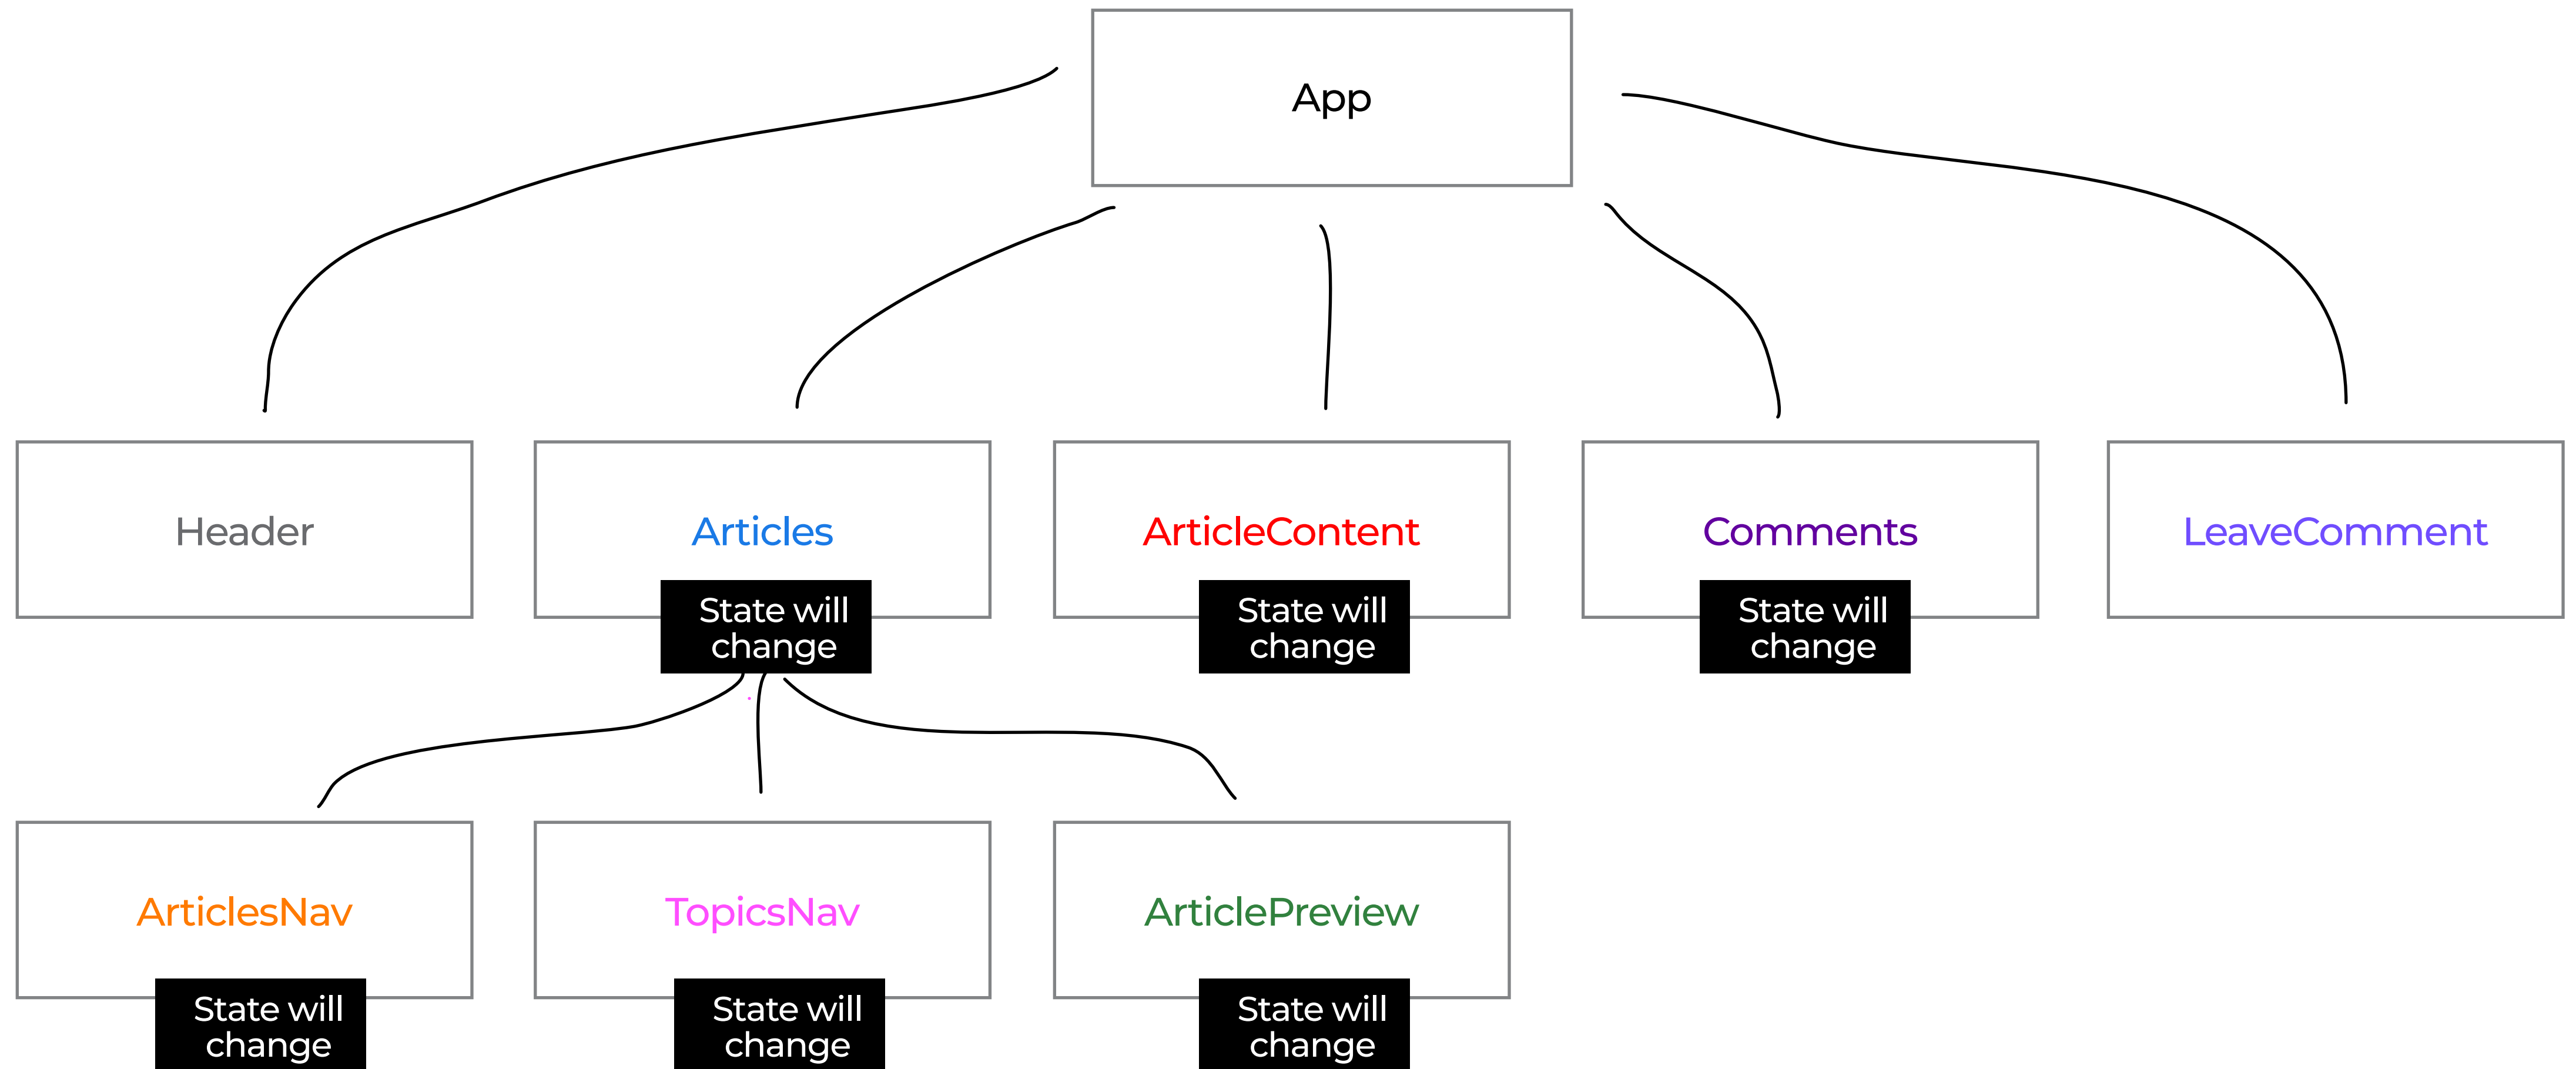 App
Header
Articles
ArticleContent
Comments
LeaveComment
State will
change
State will
change
State will
change
ArticlesNav
TopicsNav
ArticlePreview
State will
change
State will
change
State will
change